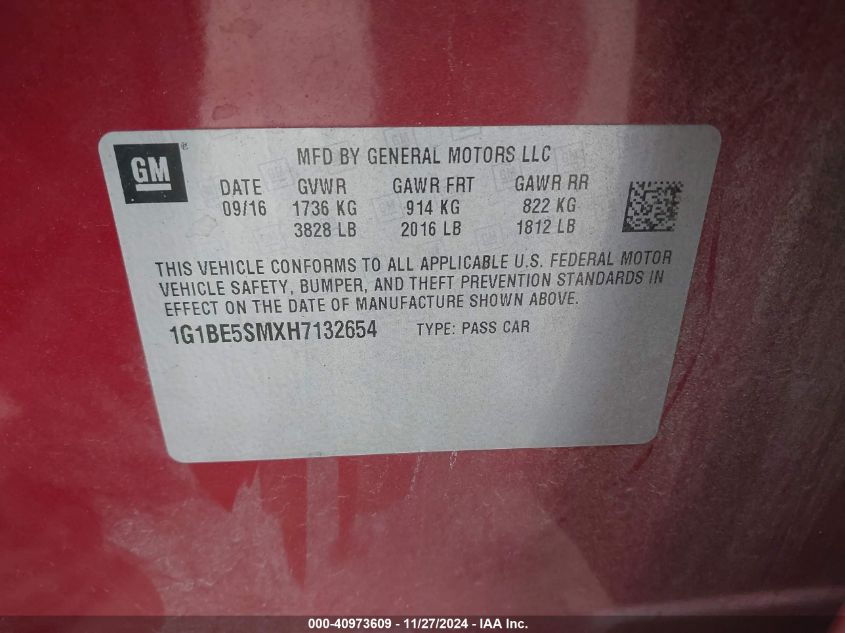 GM ®
MFD BY GENERAL MOTORS LLC
DATE GVWR GAWR FRT GAWR RR
09/16 1736 KG 914 KG 822 KG
3828 LB 2016 LB 1812 LB
THIS VEHICLE CONFORMS TO ALL APPLICABLE U.S. FEDERAL MOTOR
VEHICLE SAFETY, BUMPER, AND THEFT PREVENTION STANDARDS IN
EFFECT ON THE DATE OF MANUFACTURE SHOWN ABOVE.
1G1BE5SMXH7132654 TYPE: PASS CAR
000-40973609 - 11/27/2024 - IAA Inc.